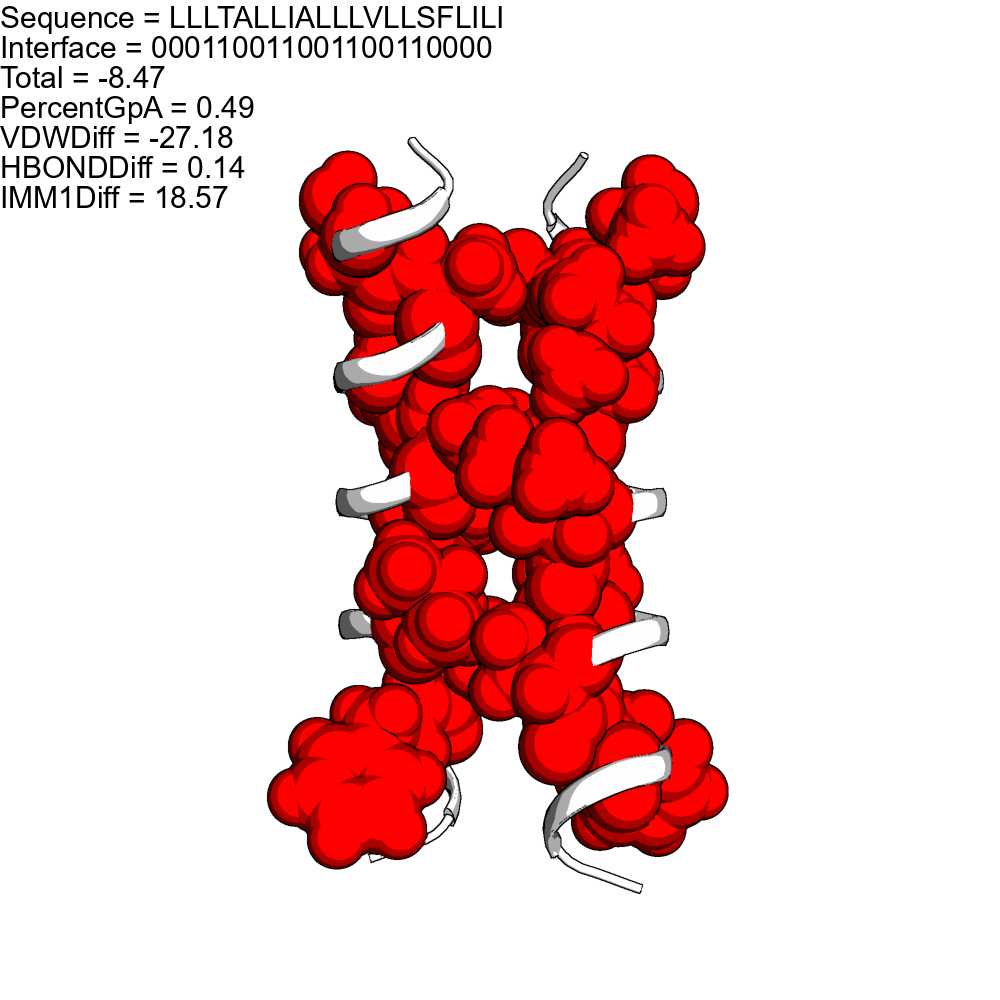 Sequence = LLLTALLIALLLVLLSFLILI
Interface = 000110011001100110000
Total = -8.47
PercentGpA = 0.49
VDWDiff = -27.18
HBONDDiff = 0.14
IMM1Diff = 18.57